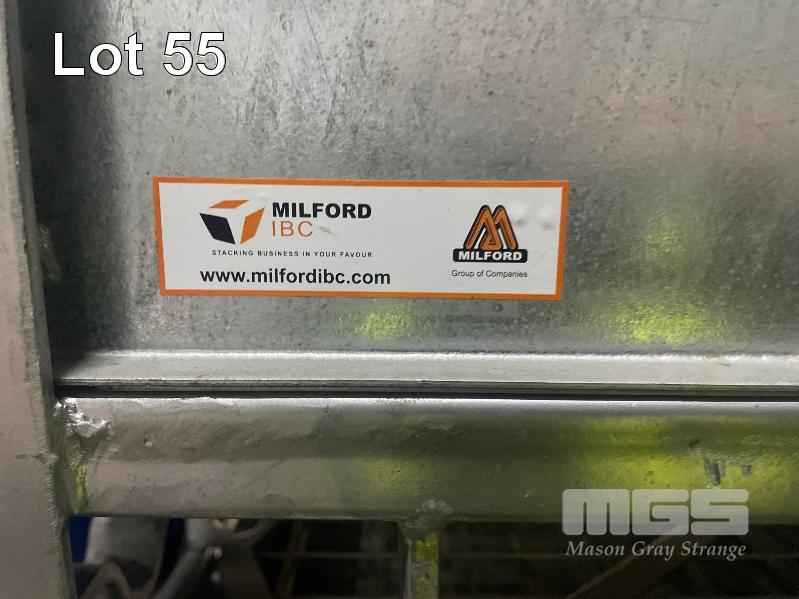 Lot 55
MILFORD
IBC
STACKING BUSINESS IN YOUR FAVOUR
www.milfordibc.com
MILFORD
Group of Companies
MGS
Mason Gray Strange